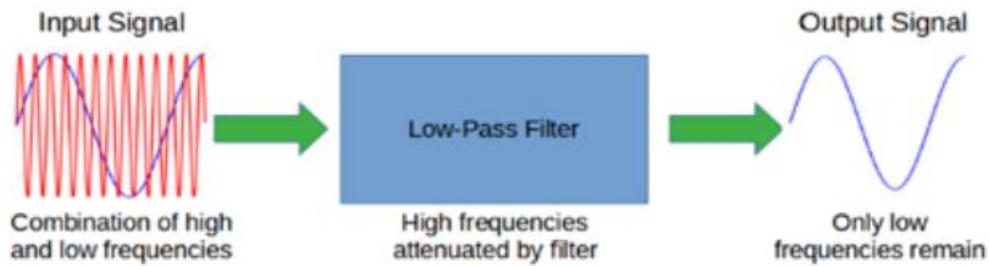 Input Signal
Output Signal
Low-Pass Filter
Combination of high
and low frequencies
High frequencies
attenuated by filter
Only low
frequencies remain